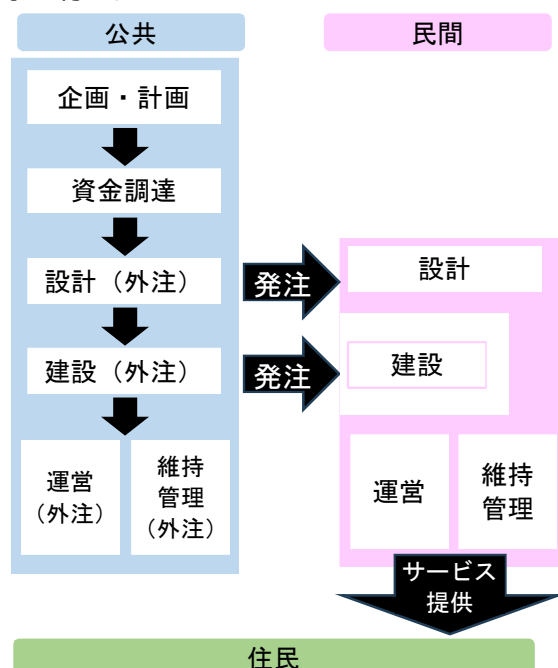 公共
民間
企画・計画
資金調達
設計（外注）
発注
設計
建設（外注）
発注
建設
運営
（外注）
維持
管理
（外注）
運営
維持
管理
サービス
提供
住民